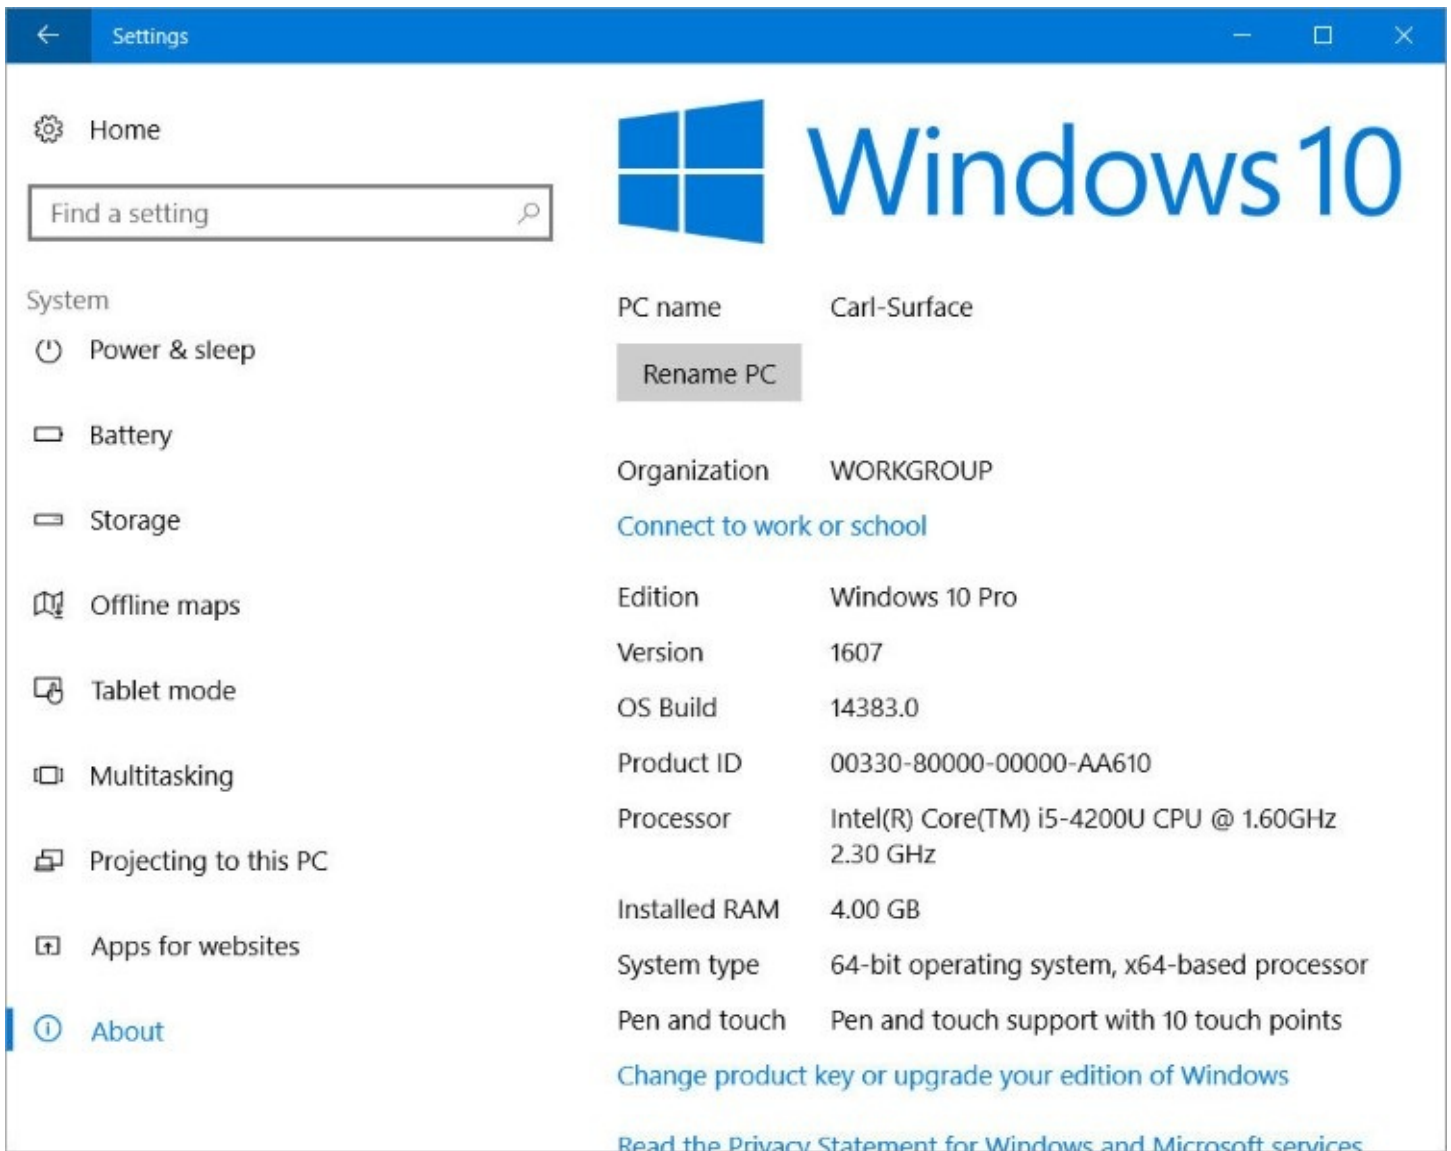 Settings
Home
Find a setting
System
Power & sleep
Battery
Storage
Offline maps
Tablet mode
Multitasking
Projecting to this PC
Apps for websites
About
Windows 10
PC name Carl-Surface
Rename PC
Organization WORKGROUP
Connect to work or school
Edition Windows 10 Pro
Version 1607
OS Build 14383.0
Product ID 00330-80000-00000-AA610
Processor Intel(R) Core(TM) i5-4200U CPU @ 1.60GHz
2.30 GHz
Installed RAM 4.00 GB
System type 64-bit operating system, x64-based processor
Pen and touch Pen and touch support with 10 touch points
Change product key or upgrade your edition of Windows
Read the Privacy Statement for Windows and Microsoft services